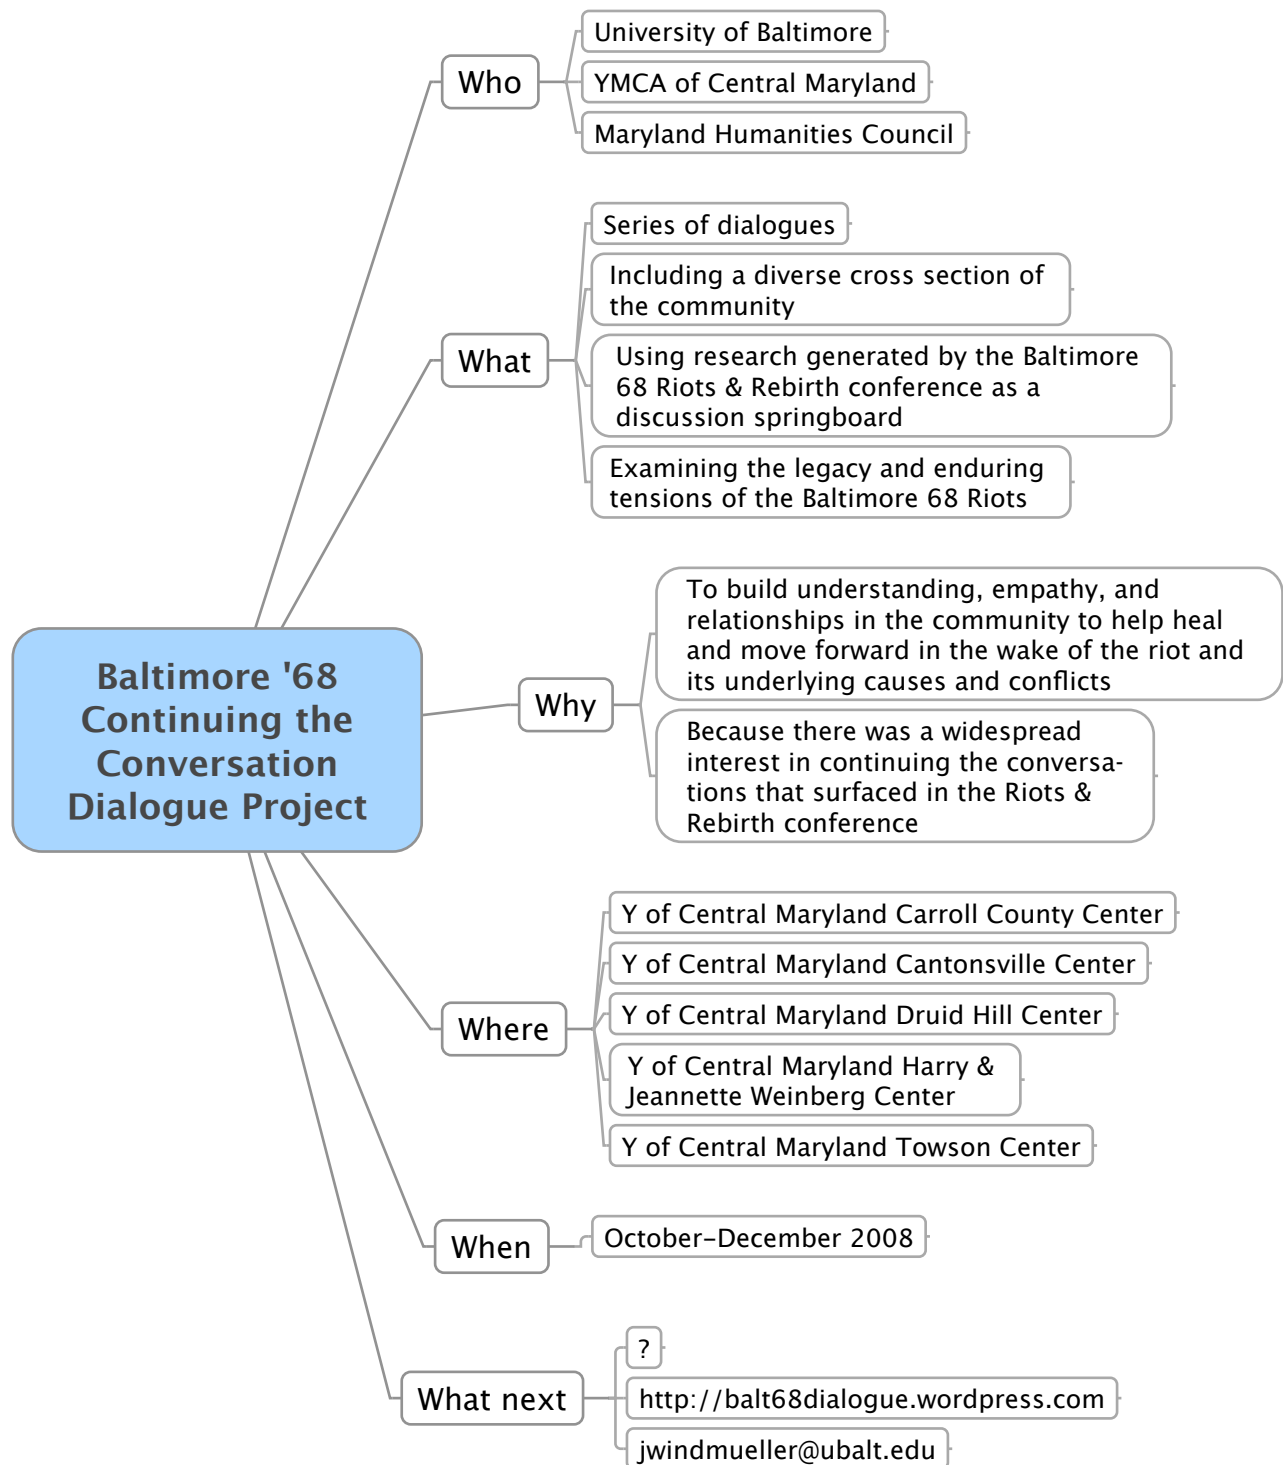 Who
University of Baltimore
YMCA of Central Maryland
Maryland Humanities Council
What
Series of dialogues
Including a diverse cross section of
the community
Using research generated by the Baltimore
68 Riots & Rebirth conference as a
discussion springboard
Examining the legacy and enduring
tensions of the Baltimore 68 Riots
Baltimore '68
Continuing the
Conversation
Dialogue Project
Why
To build understanding, empathy, and
relationships in the community to help heal
and move forward in the wake of the riot and
its underlying causes and conflicts
Because there was a widespread
interest in continuing the conversa-
tions that surfaced in the Riots &
Rebirth conference
Where
Y of Central Maryland Carroll County Center
Y of Central Maryland Cantonsville Center
Y of Central Maryland Druid Hill Center
Y of Central Maryland Harry &
Jeannette Weinberg Center
Y of Central Maryland Towson Center
When
October–December 2008
What next
?
http://balt68dialogue.wordpress.com
jwindmueller@ubalt.edu